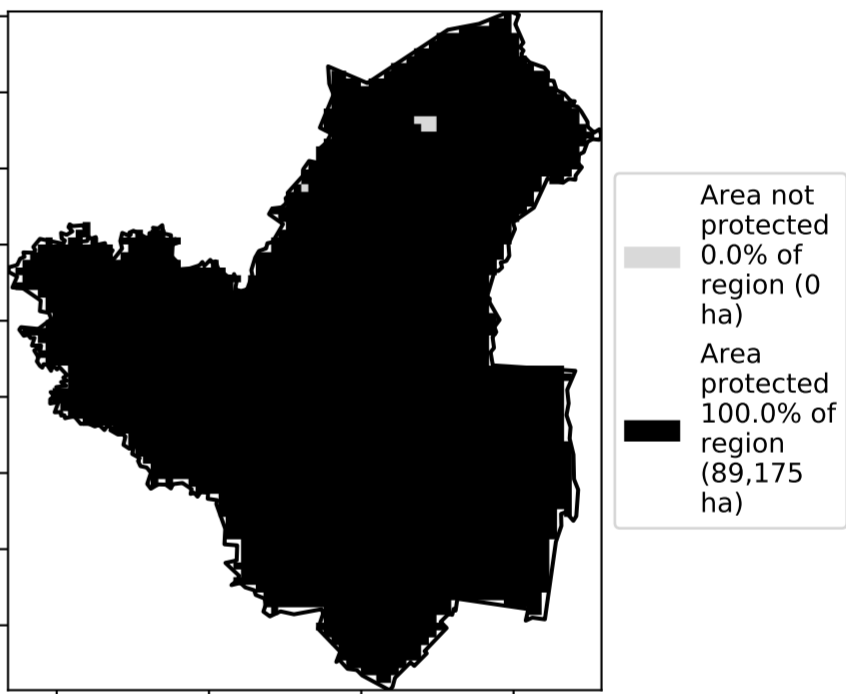 Area not
protected
0.0% of
region (0
ha)
Area
protected
100.0% of
region
(89,175
ha)